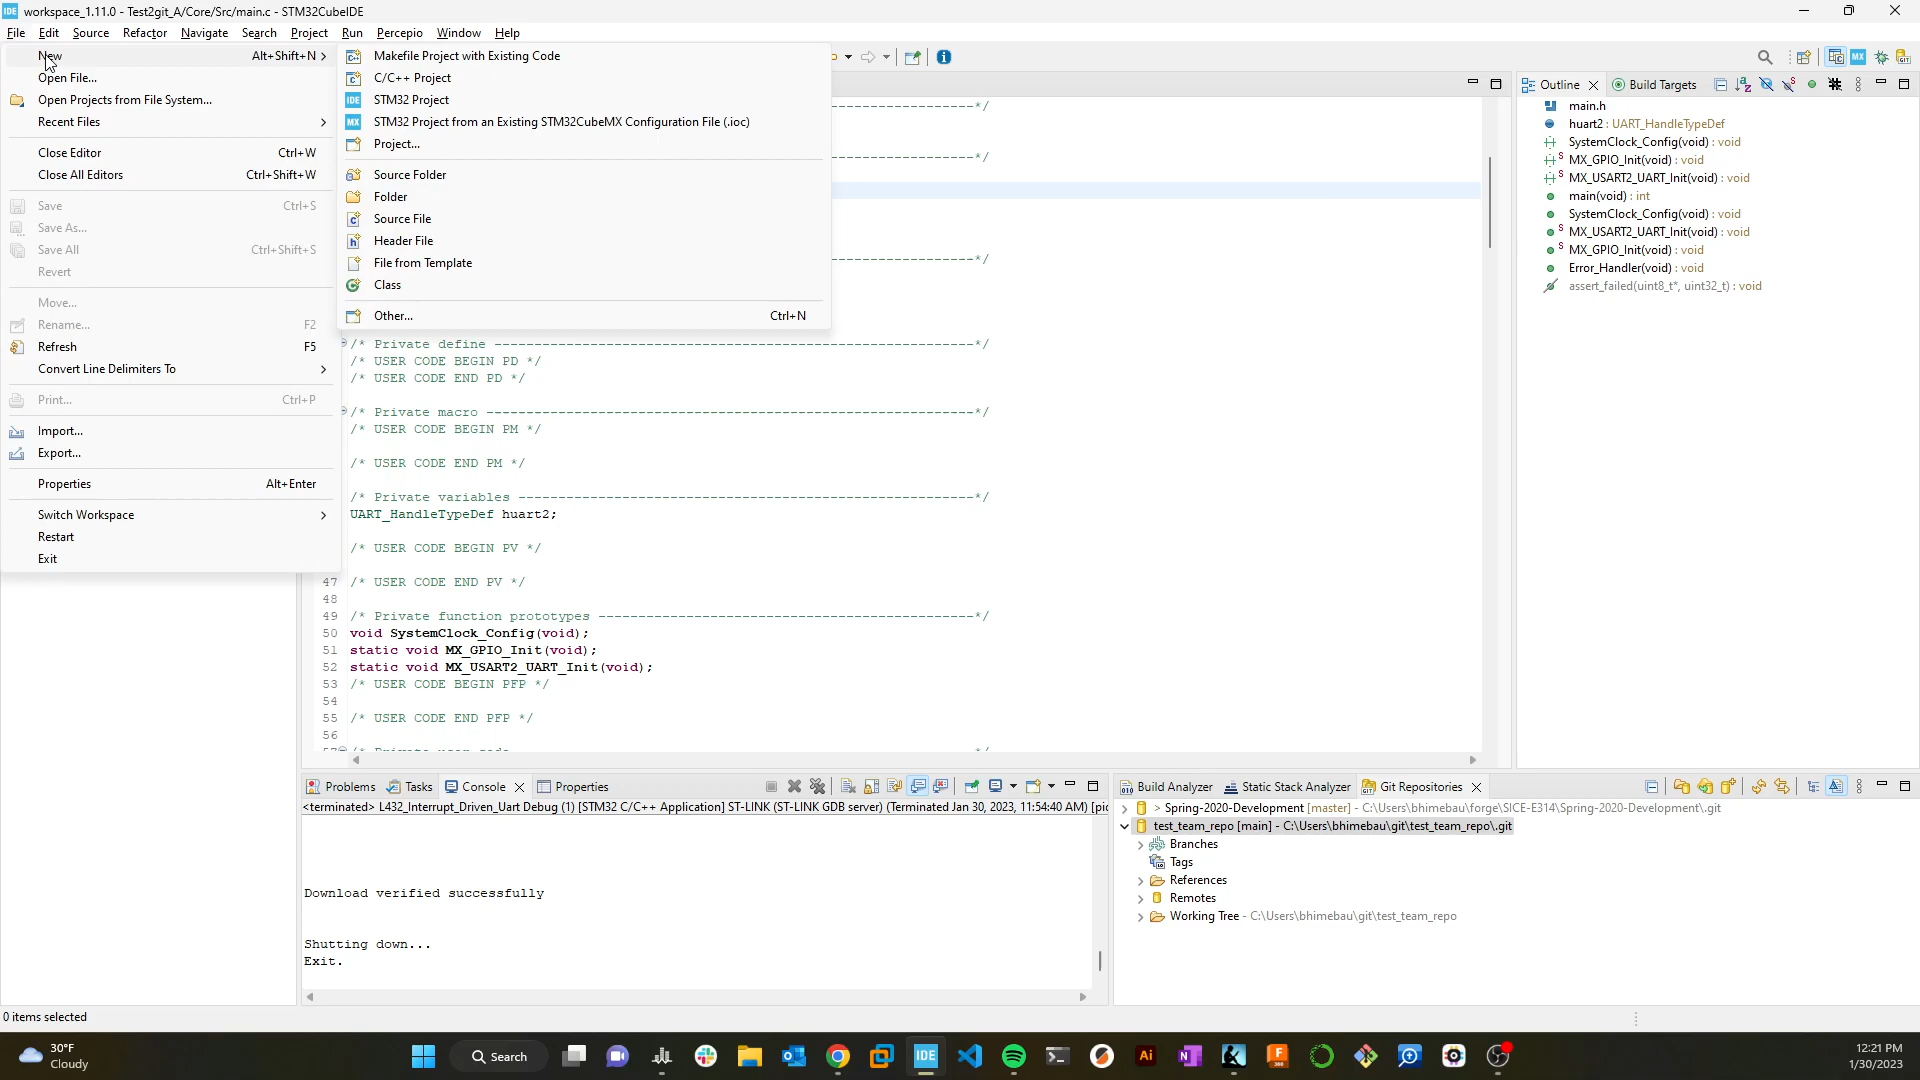 IDE workspace_1.11.0 - Test2git_A/Core/Src/main.c - STM32CubeIDE
File Edit Source Refactor Navigate Search Project Run Percepio Window Help
New Alt+Shift+N >
Open File...
Open Projects from File System...
Recent Files >
Close Editor Ctrl+W
Close All Editors Ctrl+Shift+W
Save Ctrl+S
Save As...
Save All Ctrl+Shift+S
Revert
Move...
Rename... F2
Refresh F5
Convert Line Delimiters To >
Print... Ctrl+P
Import...
Export...
Properties Alt+Enter
Switch Workspace >
Restart
Exit
Makefile Project with Existing Code
C/C++ Project
IDE STM32 Project
MX STM32 Project from an Existing STM32CubeMX Configuration File (.ioc)
Project...
Source Folder
Folder
Source File
Header File
File from Template
Class
Other... Ctrl+N
/* Private define ------------------------------------------------------------*/
/* USER CODE BEGIN PD */
/* USER CODE END PD */
/* Private macro -------------------------------------------------------------*/
/* USER CODE BEGIN PM */
/* USER CODE END PM */
/* Private variables ---------------------------------------------------------*/
UART_HandleTypeDef huart2;
/* USER CODE BEGIN PV */
47 /* USER CODE END PV */
48
49 /* Private function prototypes -----------------------------------------------*/
50 void SystemClock_Config(void);
51 static void MX_GPIO_Init(void);
52 static void MX_USART2_UART_Init(void);
53 /* USER CODE BEGIN PFP */
54
55 /* USER CODE END PFP */
56
MX
Outline Build Targets
main.h
huart2 : UART_HandleTypeDef
SystemClock_Config(void) : void
S MX_GPIO_Init(void) : void
S MX_USART2_UART_Init(void) : void
main(void) : int
SystemClock_Config(void) : void
S MX_USART2_UART_Init(void) : void
S MX_GPIO_Init(void) : void
Error_Handler(void) : void
assert_failed(uint8_t*, uint32_t) : void
Problems Tasks Console Properties
<terminated> L432_Interrupt_Driven_Uart Debug (1) [STM32 C/C++ Application] ST-LINK (ST-LINK GDB server) (Terminated Jan 30, 2023, 11:54:40 AM) [pic
Download verified successfully
Shutting down...
Exit.
Build Analyzer Static Stack Analyzer Git Repositories
> Spring-2020-Development [master] - C:\Users\bhimebau\forge\SICE-E314\Spring-2020-Development\.git
test_team_repo [main] - C:\Users\bhimebau\git\test_team_repo\.git
Branches
Tags
References
Remotes
Working Tree - C:\Users\bhimebau\git\test_team_repo
0 items selected
30°F
Cloudy
Search
IDE
Ai
12:21 PM
1/30/2023